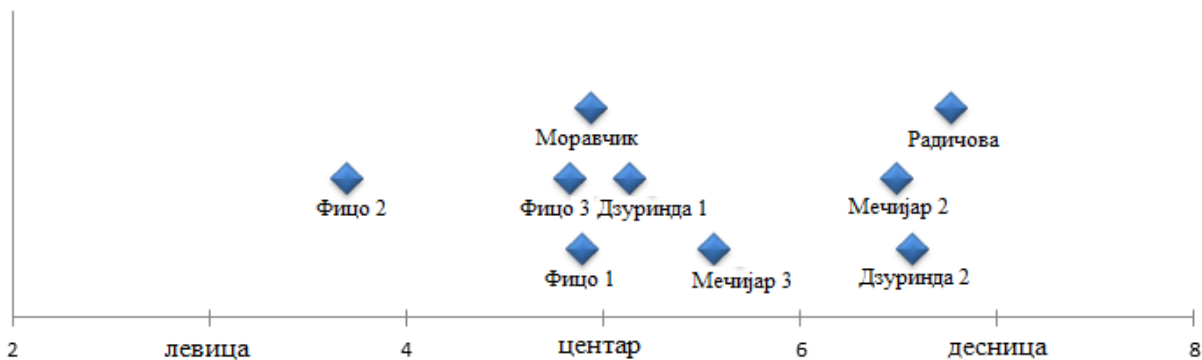 Моравчик
Радичова
Фицо 2
Фицо 3
Дзуринда 1
Мечијар 2
Фицо 1
Мечијар 3
Дзуринда 2
2
левица
4
центар
6
десница
8